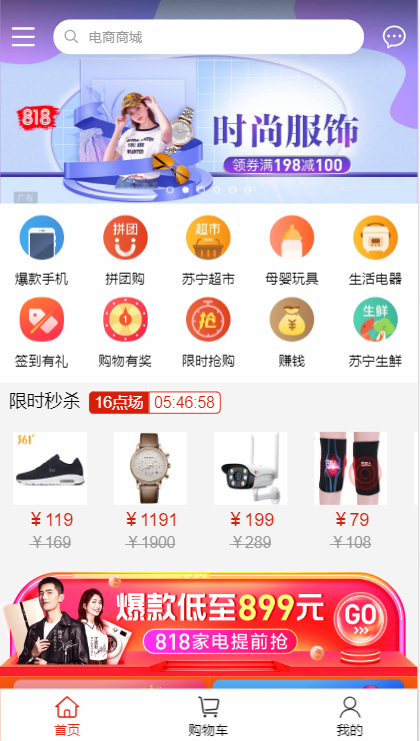 电商商城
818
时尚服饰
领券满198减100
广告
爆款手机
拼团
拼团购
超市
苏宁超市
母婴玩具
生活电器
签到有礼
购物有奖
抢
限时抢购
¥
赚钱
生鲜
苏宁生鲜
限时秒杀 16点场 05:46:58
361°
¥ 119 ¥ 1191 ¥ 199 ¥ 79
¥ 169 ¥ 1900 ¥ 289 ¥ 108
爆款低至899元
GO
818家电提前抢
首页 购物车 我的